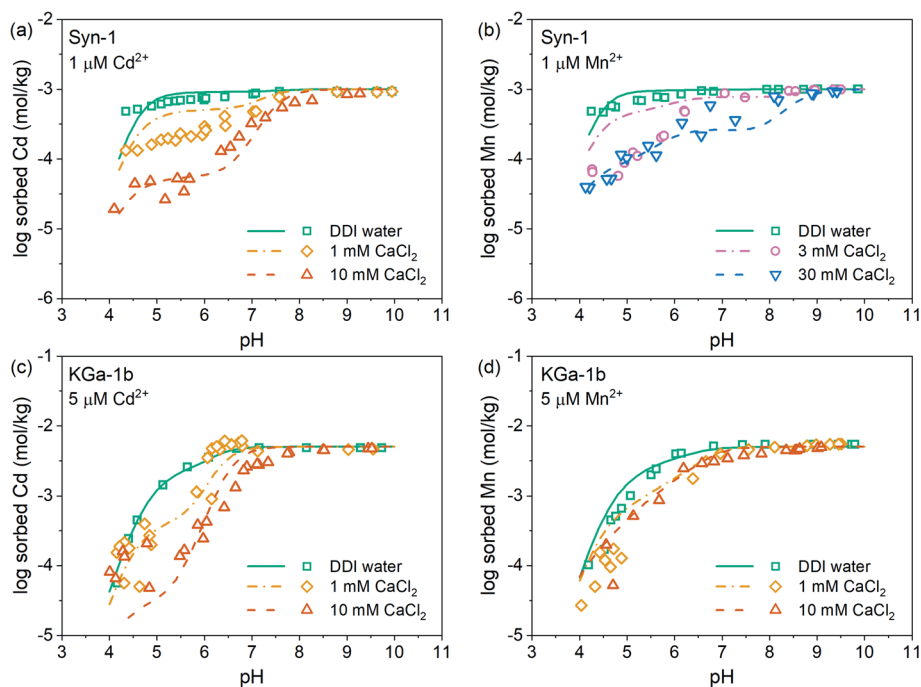 (a)
Syn-1
1 μM Cd²⁺
-2
-3
-4
-5
-6
log sorbed Cd (mol/kg)
DDI water
1 mM CaCl₂
10 mM CaCl₂
3 4 5 6 7 8 9 10 11
pH
(b)
Syn-1
1 μM Mn²⁺
-2
-3
-4
-5
-6
log sorbed Mn (mol/kg)
DDI water
3 mM CaCl₂
30 mM CaCl₂
3 4 5 6 7 8 9 10 11
pH
(c)
KGa-1b
5 μM Cd²⁺
-1
-2
-3
-4
-5
log sorbed Cd (mol/kg)
DDI water
1 mM CaCl₂
10 mM CaCl₂
3 4 5 6 7 8 9 10 11
pH
(d)
KGa-1b
5 μM Mn²⁺
-1
-2
-3
-4
-5
log sorbed Mn (mol/kg)
DDI water
1 mM CaCl₂
10 mM CaCl₂
3 4 5 6 7 8 9 10 11
pH